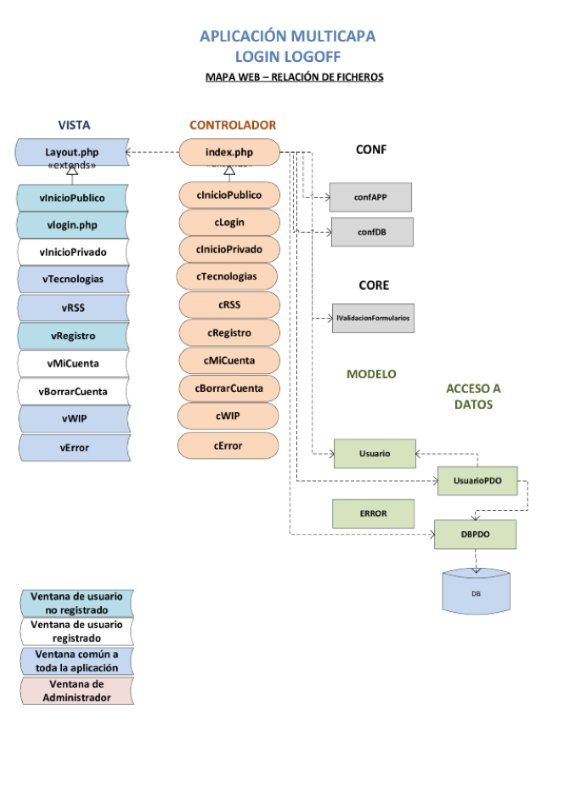 APLICACIÓN MULTICAPA
LOGIN LOGOFF
MAPA WEB – RELACIÓN DE FICHEROS
VISTA
CONTROLADOR
Layout.php
«extends»
index.php
CONF
vInicioPublico
cInicioPublico
confAPP
vlogin.php
cLogin
confDB
vInicioPrivado
cInicioPrivado
vTecnologias
cTecnologias
CORE
vRSS
cRSS
lValidacionFormularios
vRegistro
cRegistro
vMiCuenta
cMiCuenta
MODELO
vBorrarCuenta
cBorrarCuenta
ACCESO A
DATOS
vWIP
cWIP
vError
cError
Usuario
UsuarioPDO
ERROR
DBPDO
DB
Ventana de usuario
no registrado
Ventana de usuario
registrado
Ventana común a
toda la aplicación
Ventana de
Administrador